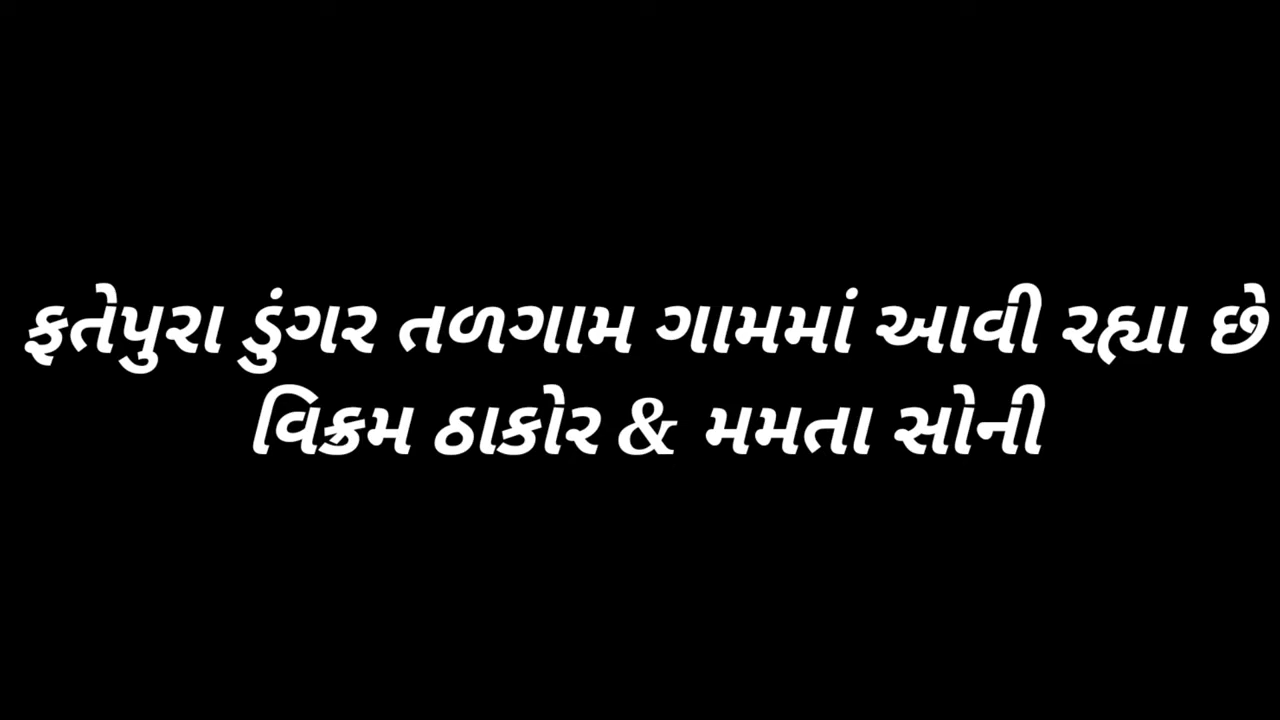 ફતેપુરા ડુંગર તળગામ ગામમાં આવી રહ્યા છે
વિક્રમ ઠાકોર & મમતા સોની